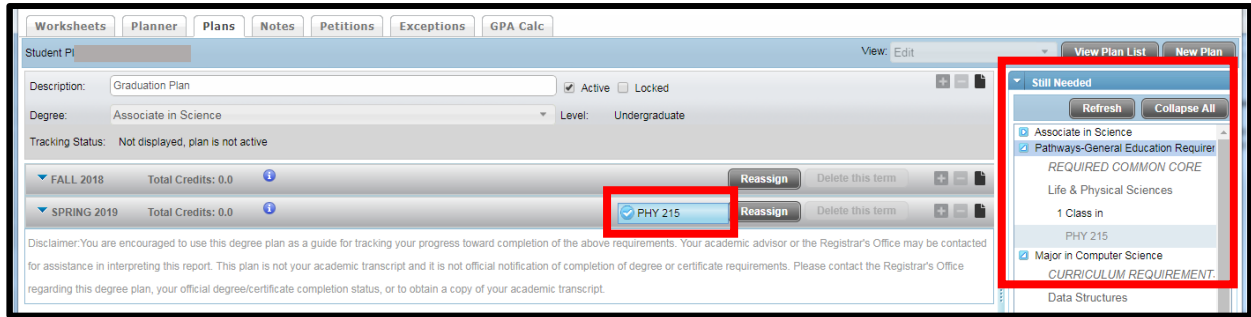 Worksheets Planner Plans Notes Petitions Exceptions GPA Calc
Student Pl View: Edit View Plan List New Plan
Description: Graduation Plan Active Locked
Degree: Associate in Science Level: Undergraduate
Tracking Status: Not displayed, plan is not active
FALL 2018 Total Credits: 0.0 Reassign Delete this term
SPRING 2019 Total Credits: 0.0 PHY 215 Reassign Delete this term
Disclaimer:You are encouraged to use this degree plan as a guide for tracking your progress toward completion of the above requirements. Your academic advisor or the Registrar's Office may be contacted
for assistance in interpreting this report. This plan is not your academic transcript and it is not official notification of completion of degree or certificate requirements. Please contact the Registrar's Office
regarding this degree plan, your official degree/certificate completion status, or to obtain a copy of your academic transcript.
Still Needed
Refresh Collapse All
Associate in Science
Pathways-General Education Requirer
REQUIRED COMMON CORE
Life & Physical Sciences
1 Class in
PHY 215
Major in Computer Science
CURRICULUM REQUIREMENT
Data Structures